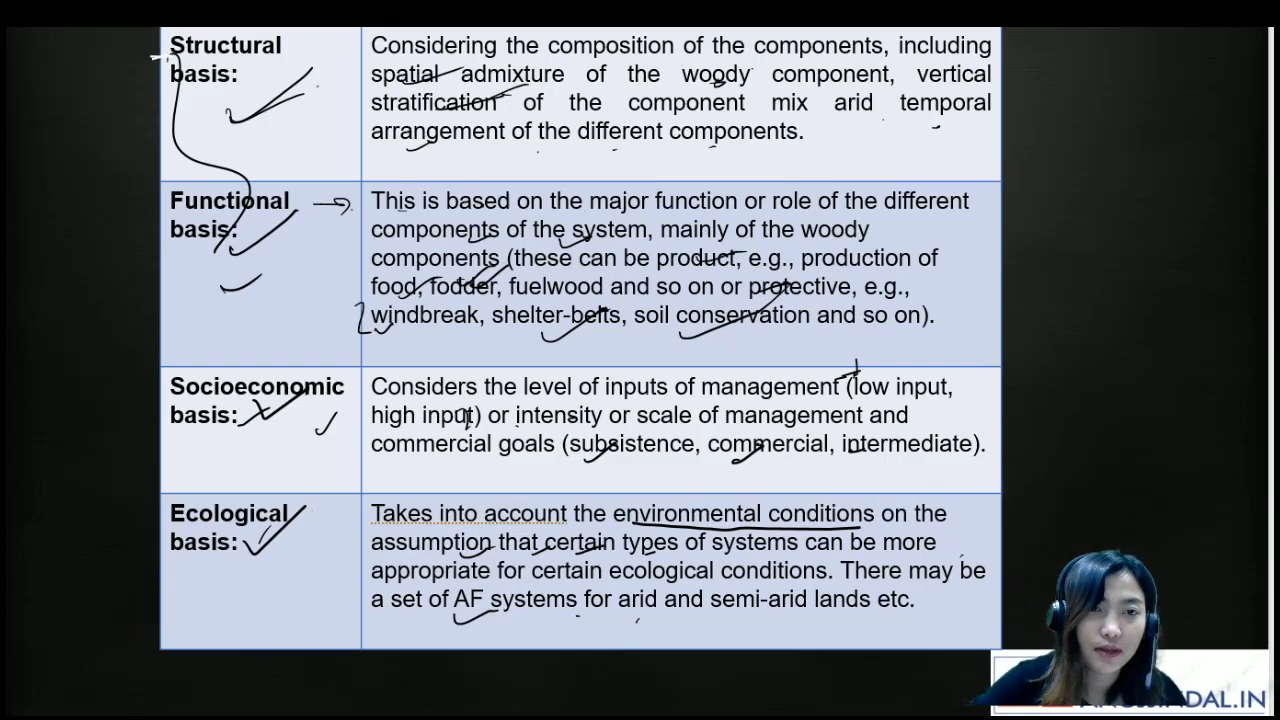 Structural
basis:
Considering the composition of the components, including
spatial admixture of the woody component, vertical
stratification of the component mix arid temporal
arrangement of the different components.
Functional
basis:
This is based on the major function or role of the different
components of the system, mainly of the woody
components (these can be product, e.g., production of
food, fodder, fuelwood and so on or protective, e.g.,
windbreak, shelter-belts, soil conservation and so on).
Socioeconomic
basis:
Considers the level of inputs of management (low input,
high input) or intensity or scale of management and
commercial goals (subsistence, commercial, intermediate).
Ecological
basis:
Takes into account the environmental conditions on the
assumption that certain types of systems can be more
appropriate for certain ecological conditions. There may be
a set of AF systems for arid and semi-arid lands etc.